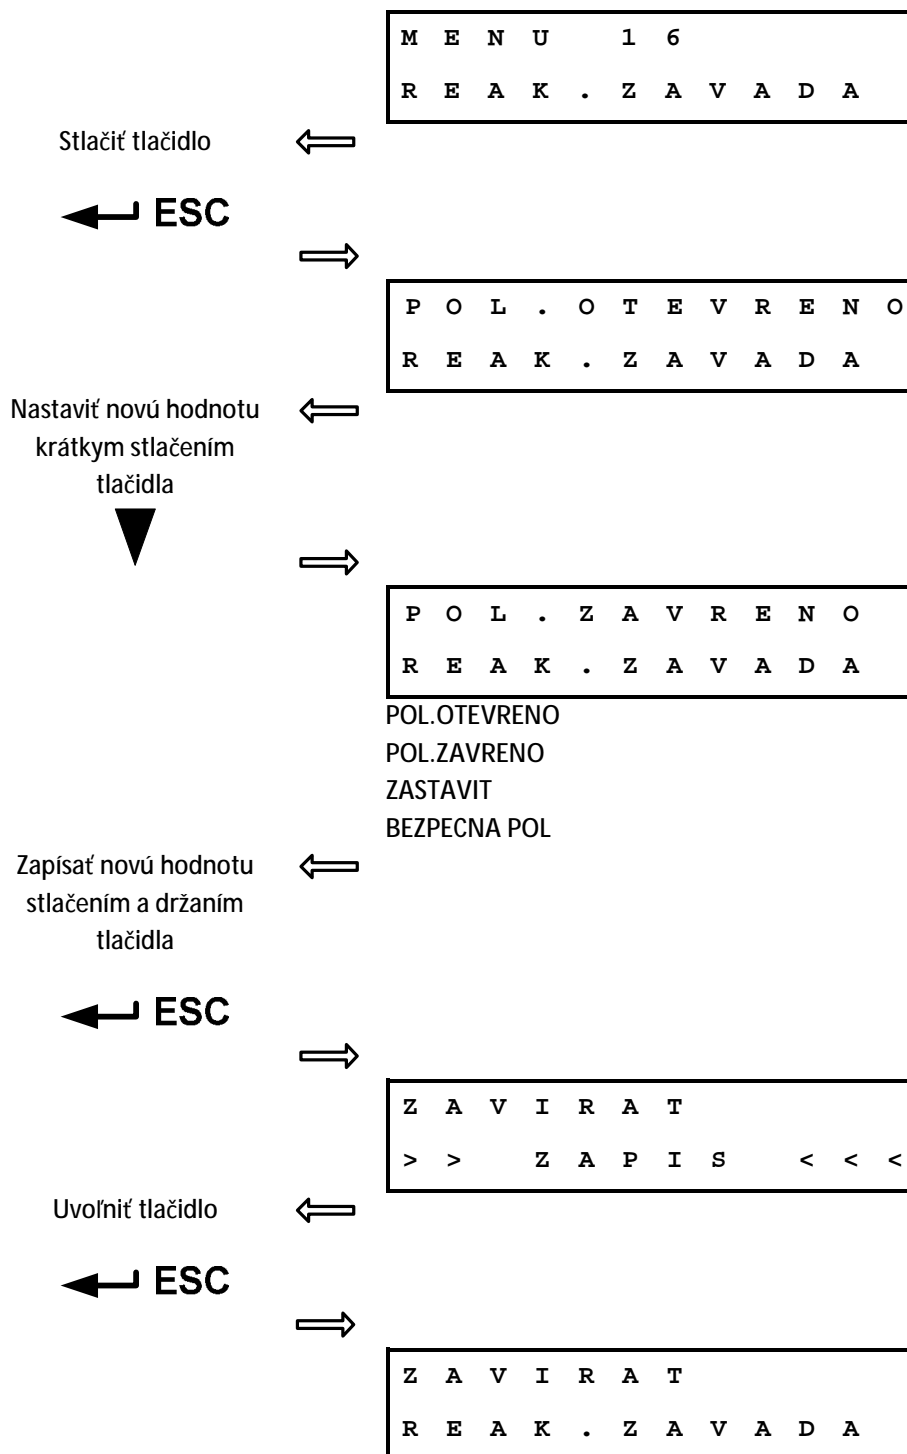 MENU 16
REAK.ZAVADA
Stlačiť tlačidlo
ESC
POL.OTEVRENO
REAK.ZAVADA
Nastaviť novú hodnotu
krátkym stlačením
tlačidla
POL.ZAVRENO
REAK.ZAVADA
POL.OTEVRENO
POL.ZAVRENO
ZASTAVIT
BEZPECNA POL
Zapísať novú hodnotu
stlačením a držaním
tlačidla
ESC
ZAVIRAT
>> ZAPIS <<<
Uvoľniť tlačidlo
ESC
ZAVIRAT
REAK.ZAVADA